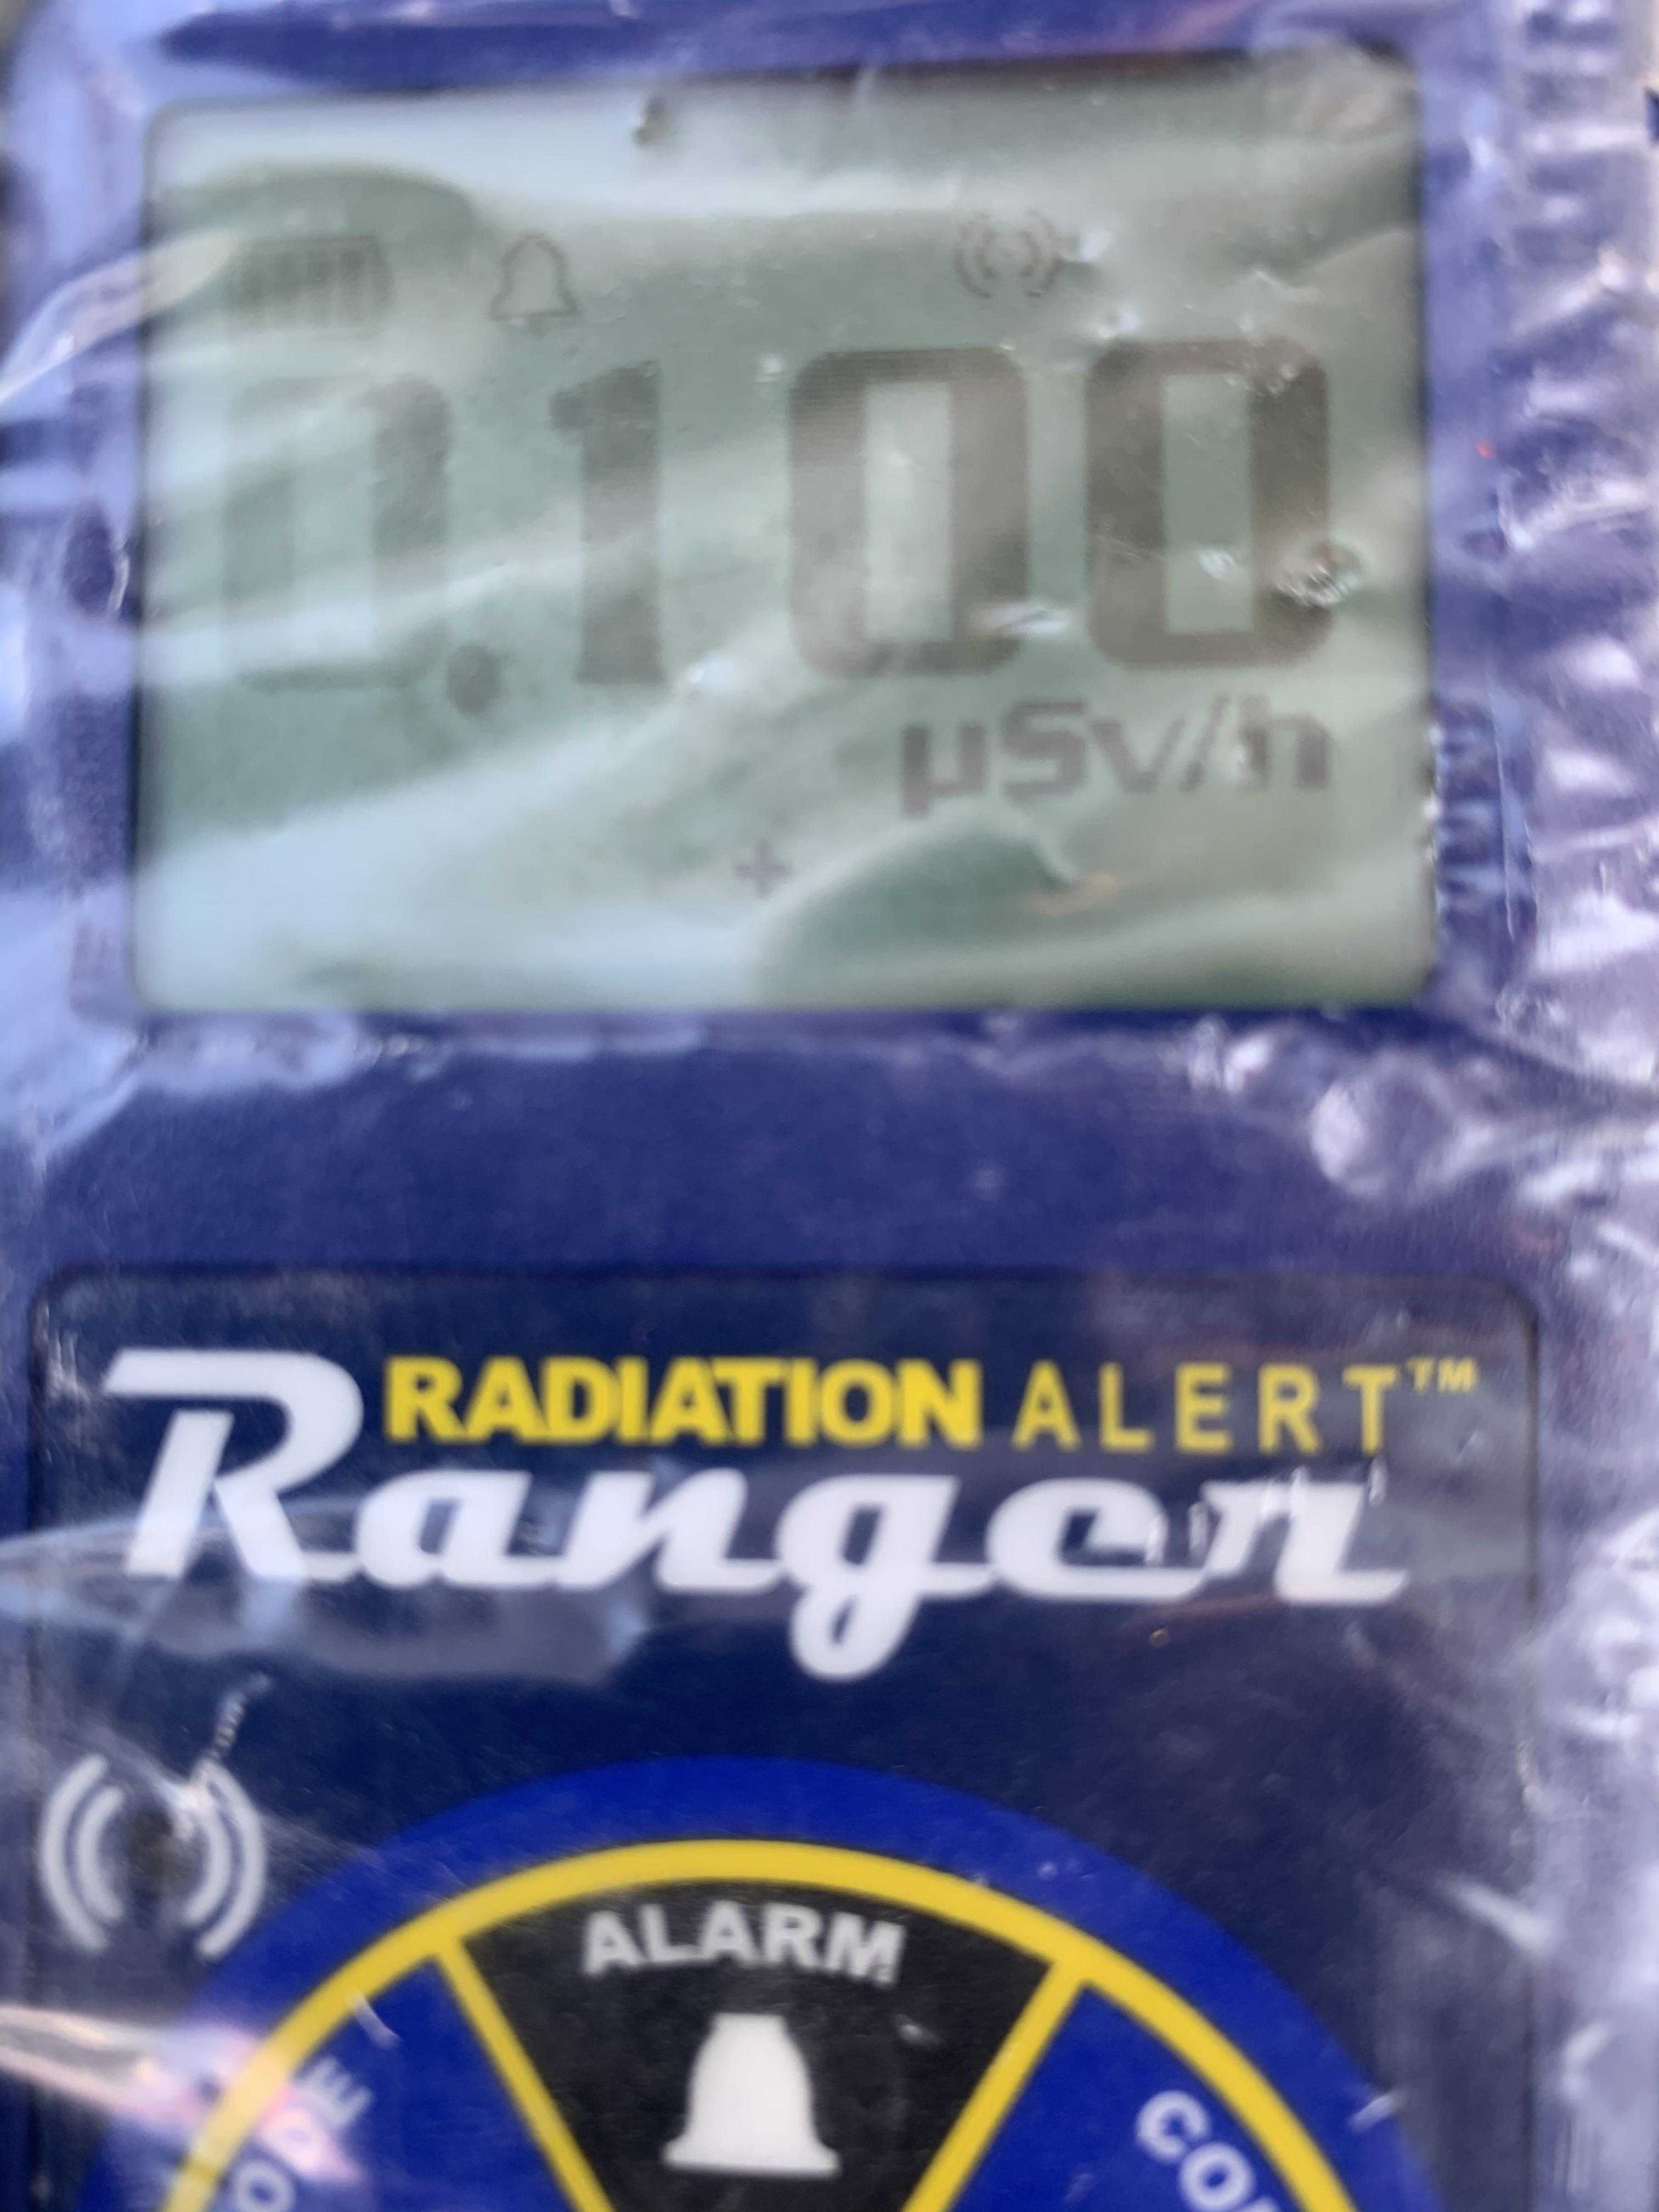 0.100
µSv/h
+
RADIATION ALERT™
Ranger
ALARM